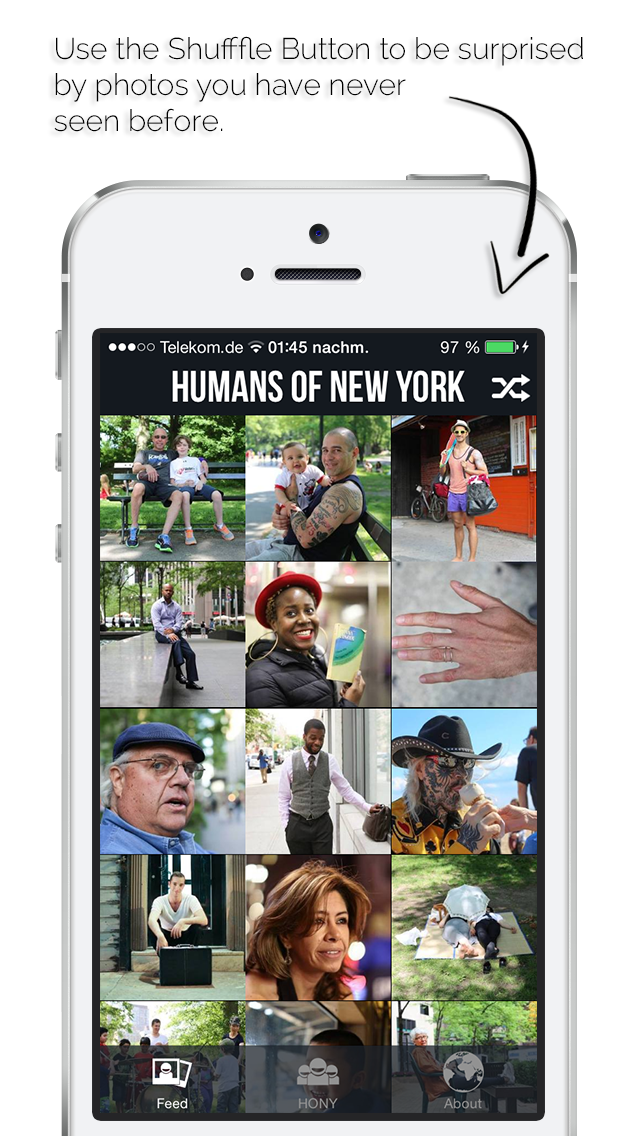 Use the Shufffle Button to be surprised
by photos you have never
seen before.
Telekom.de 01:45 nachm. 97 %
HUMANS OF NEW YORK
Feed HONY About